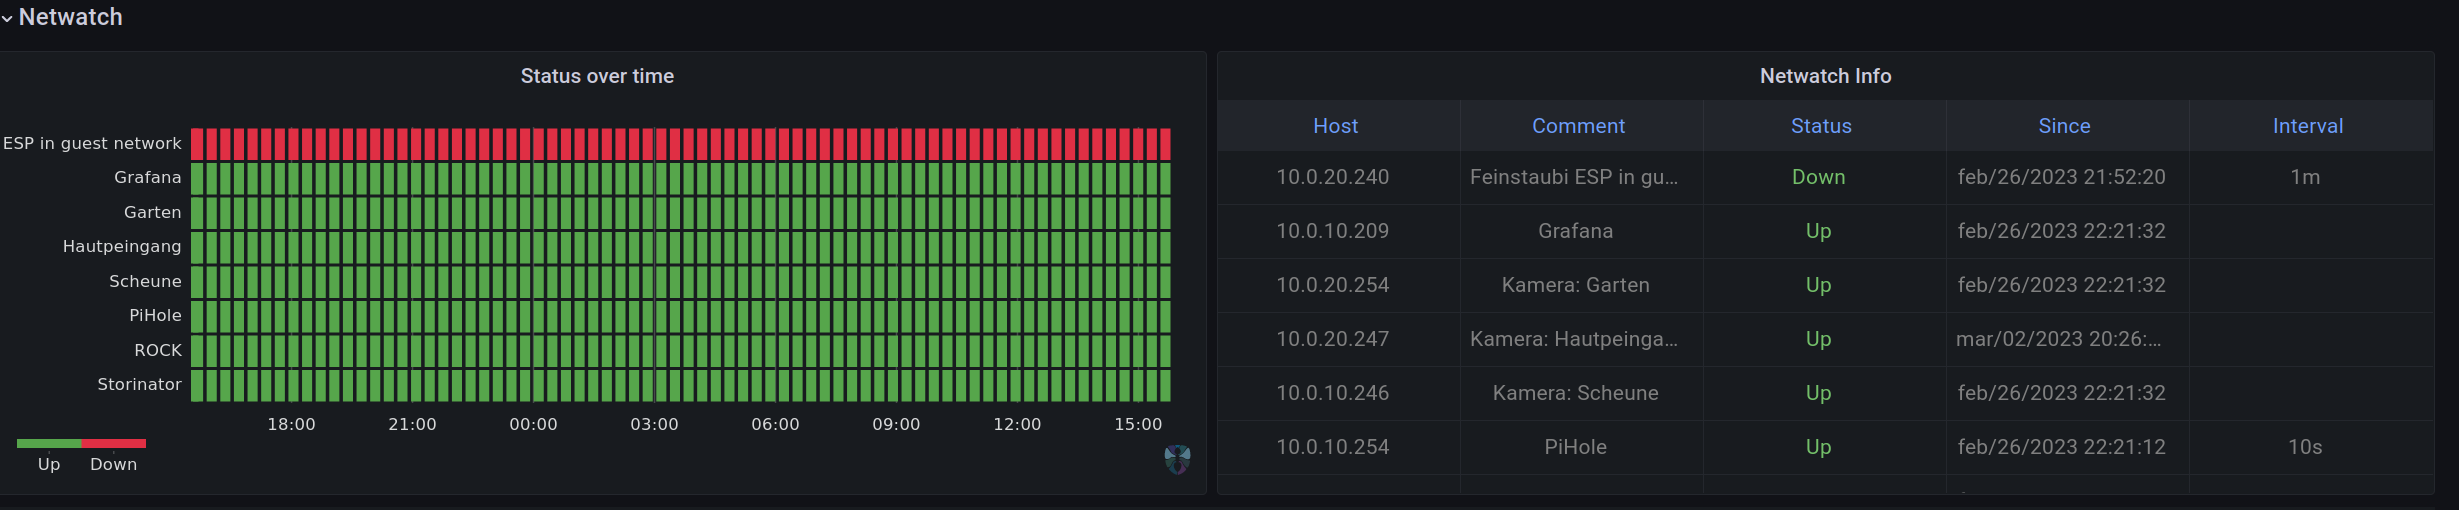 Netwatch
Status over time
ESP in guest network
Grafana
Garten
Hautpeingang
Scheune
PiHole
ROCK
Storinator
18:00 21:00 00:00 03:00 06:00 09:00 12:00 15:00
Up Down
Netwatch Info
Host Comment Status Since Interval
10.0.20.240 Feinstaubi ESP in gu... Down feb/26/2023 21:52:20 1m
10.0.10.209 Grafana Up feb/26/2023 22:21:32
10.0.20.254 Kamera: Garten Up feb/26/2023 22:21:32
10.0.20.247 Kamera: Hautpeinga... Up mar/02/2023 20:26:...
10.0.10.246 Kamera: Scheune Up feb/26/2023 22:21:32
10.0.10.254 PiHole Up feb/26/2023 22:21:12 10s